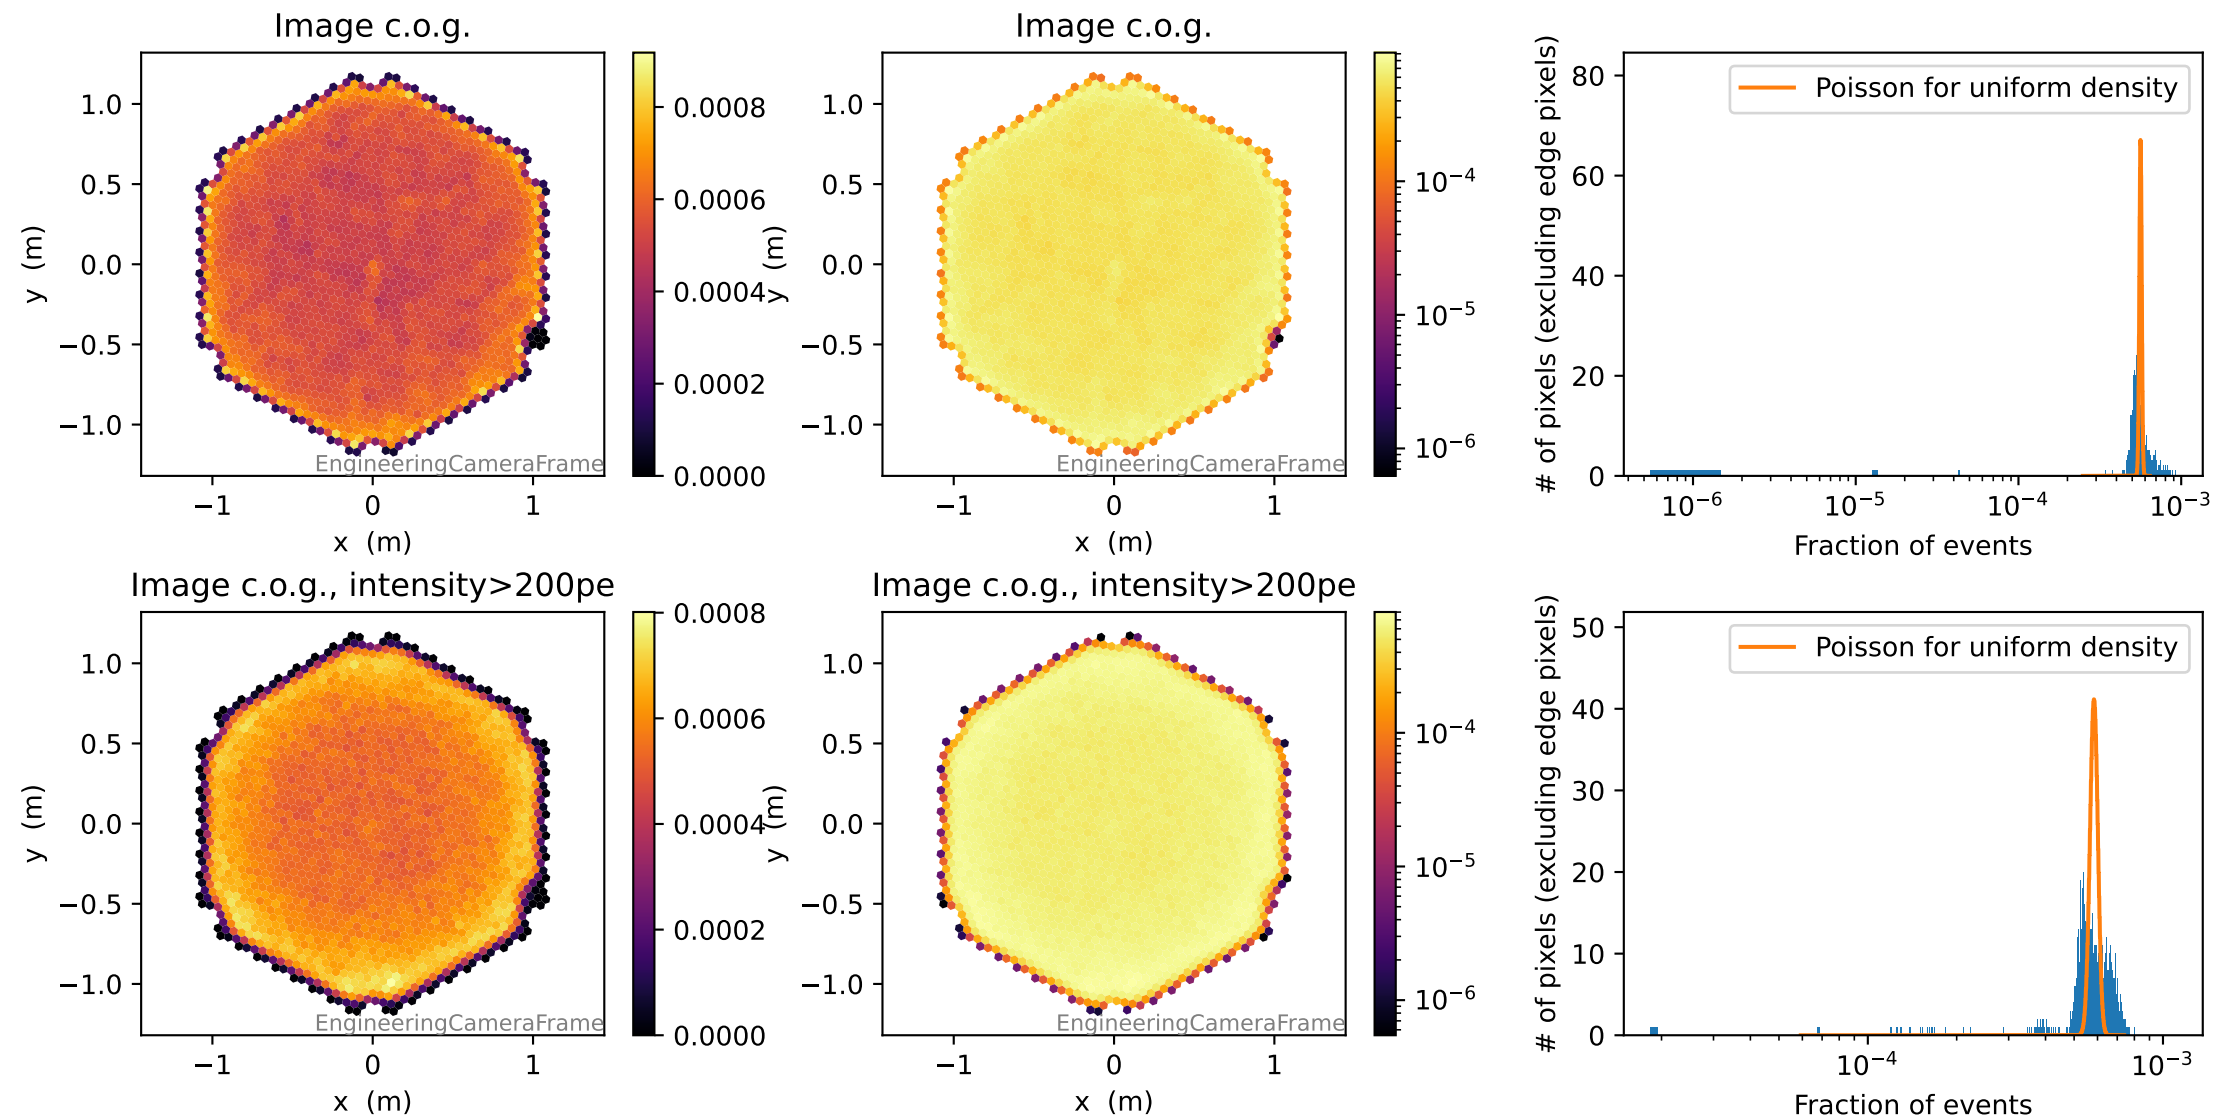 Image c.o.g.
1.0
0.5
0.0
−0.5
−1.0
y (m)
−1 0 1
x (m)
EngineeringCameraFrame
0.0008
0.0006
0.0004
0.0002
0.0000
Image c.o.g.
1.0
0.5
0.0
−0.5
−1.0
y (m)
−1 0 1
x (m)
EngineeringCameraFrame
10−4
10−5
10−6
# of pixels (excluding edge pixels)
80
60
40
20
0
Poisson for uniform density
10−6 10−5 10−4 10−3
Fraction of events
Image c.o.g., intensity>200pe
1.0
0.5
0.0
−0.5
−1.0
y (m)
−1 0 1
x (m)
EngineeringCameraFrame
0.0008
0.0006
0.0004
0.0002
0.0000
Image c.o.g., intensity>200pe
1.0
0.5
0.0
−0.5
−1.0
y (m)
−1 0 1
x (m)
EngineeringCameraFrame
10−4
10−5
10−6
# of pixels (excluding edge pixels)
50
40
30
20
10
0
Poisson for uniform density
10−4 10−3
Fraction of events